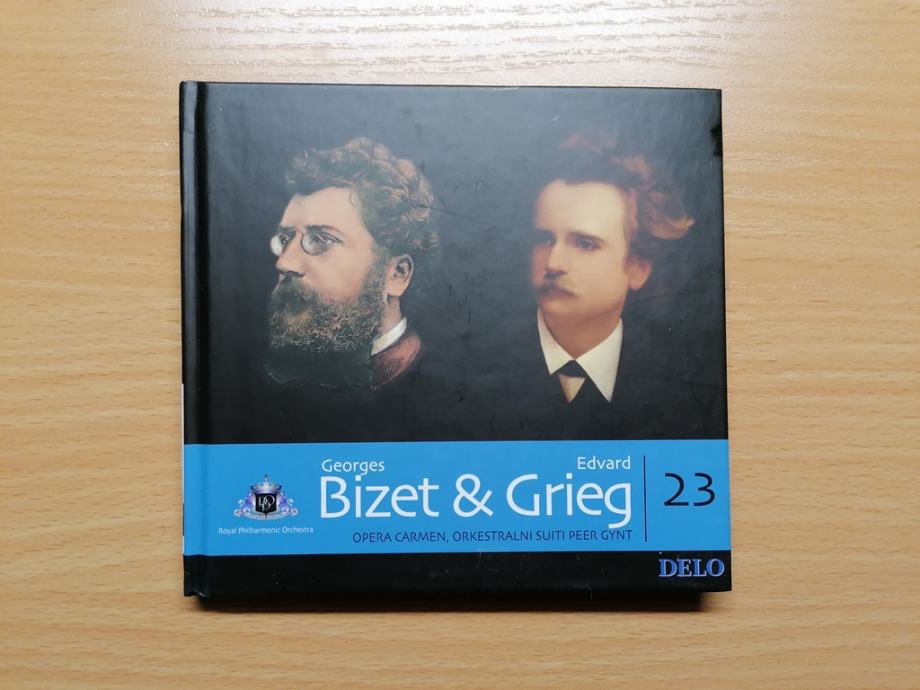 Georges Edvard
Bizet & Grieg
23
Royal Philharmonic Orchestra
OPERA CARMEN, ORKESTRALNI SUITI PEER GYNT
DELO